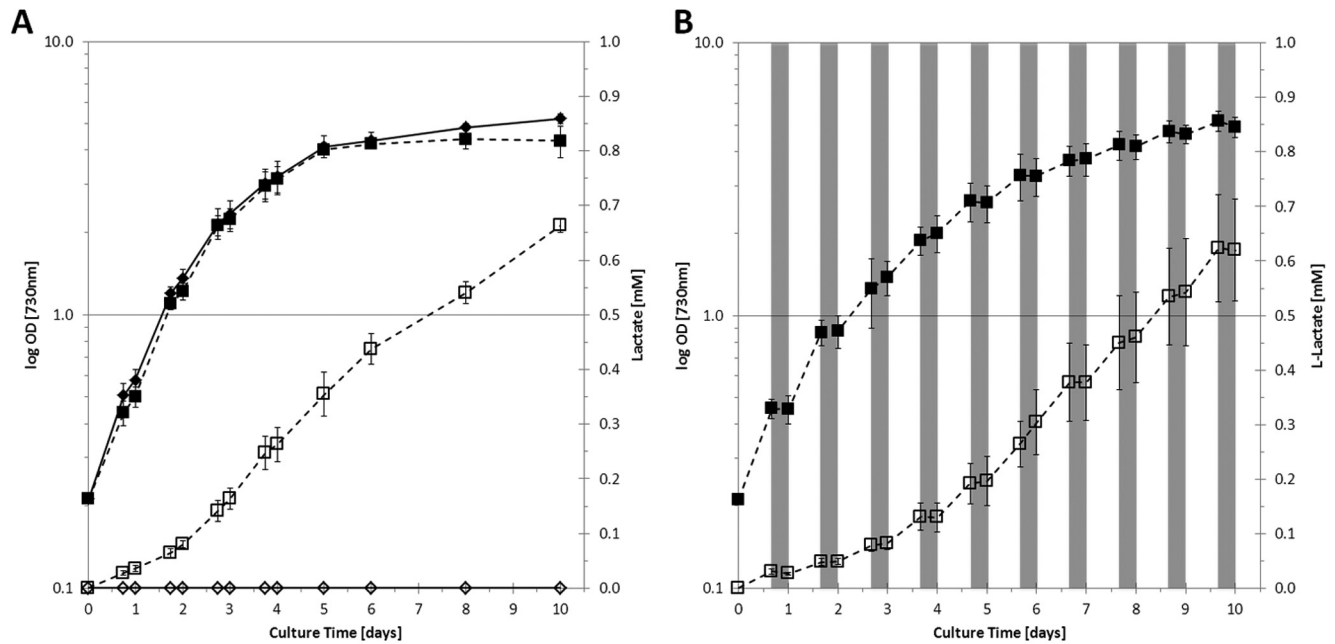 A
10.0
1.0
0.1
log OD [730nm]
1.0
0.9
0.8
0.7
0.6
0.5
0.4
0.3
0.2
0.1
0.0
Lactate [mM]
0 1 2 3 4 5 6 7 8 9 10
Culture Time [days]
B
10.0
1.0
0.1
log OD [730nm]
1.0
0.9
0.8
0.7
0.6
0.5
0.4
0.3
0.2
0.1
0.0
L-Lactate [mM]
0 1 2 3 4 5 6 7 8 9 10
Culture Time [days]